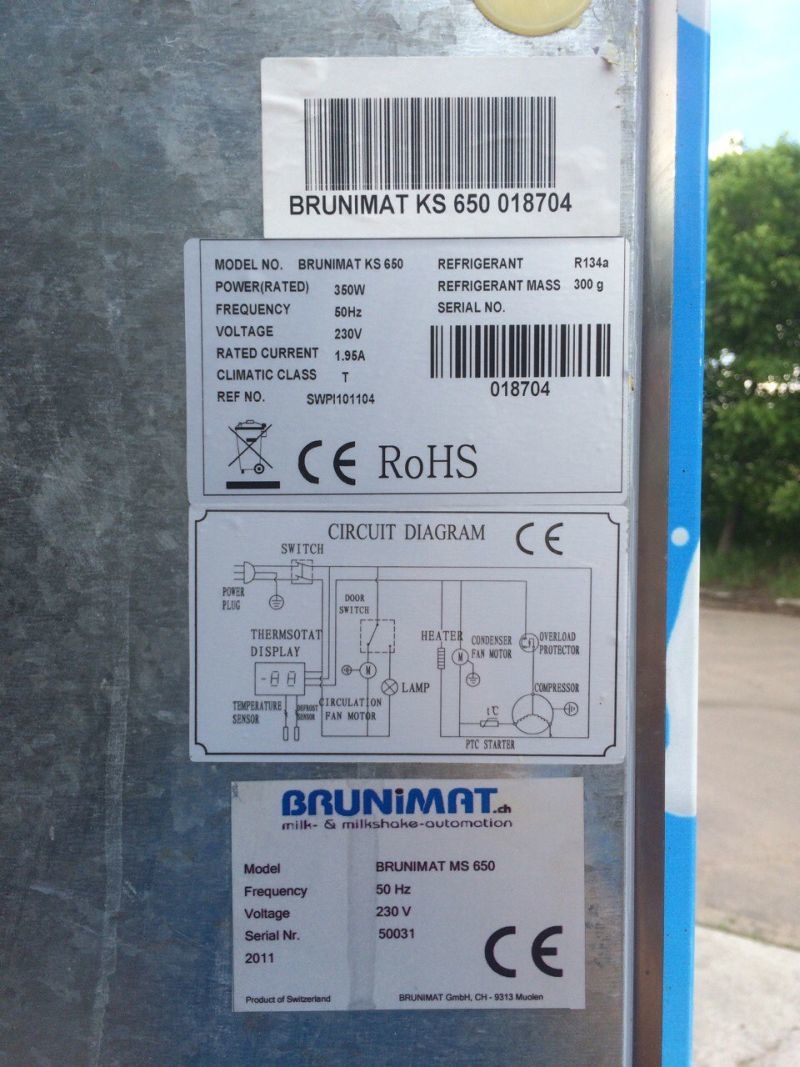 BRUNIMAT KS 650 018704
MODEL NO. BRUNIMAT KS 650
POWER(RATED) 350W
FREQUENCY 50Hz
VOLTAGE 230V
RATED CURRENT 1.95A
CLIMATIC CLASS T
REF NO. SWPI101104
REFRIGERANT R134a
REFRIGERANT MASS 300 g
SERIAL NO.
018704
CE RoHS
CIRCUIT DIAGRAM CE
SWITCH
POWER
PLUG
DOOR
SWITCH
THERMSOTAT
DISPLAY
HEATER
CONDENSER
FAN MOTOR
OVERLOAD
PROTECTOR
M
M
-88
LAMP
COMPRESSOR
TEMPERATURE
SENSOR
DEFROST
SENSOR
CIRCULATION
FAN MOTOR
t℃
PTC STARTER
BRUNiMAT.ch
milk- & milkshake-automation
Model BRUNIMAT MS 650
Frequency 50 Hz
Voltage 230 V
Serial Nr. 50031
2011
CE
Product of Switzerland
BRUNIMAT GmbH, CH - 9313 Muolen